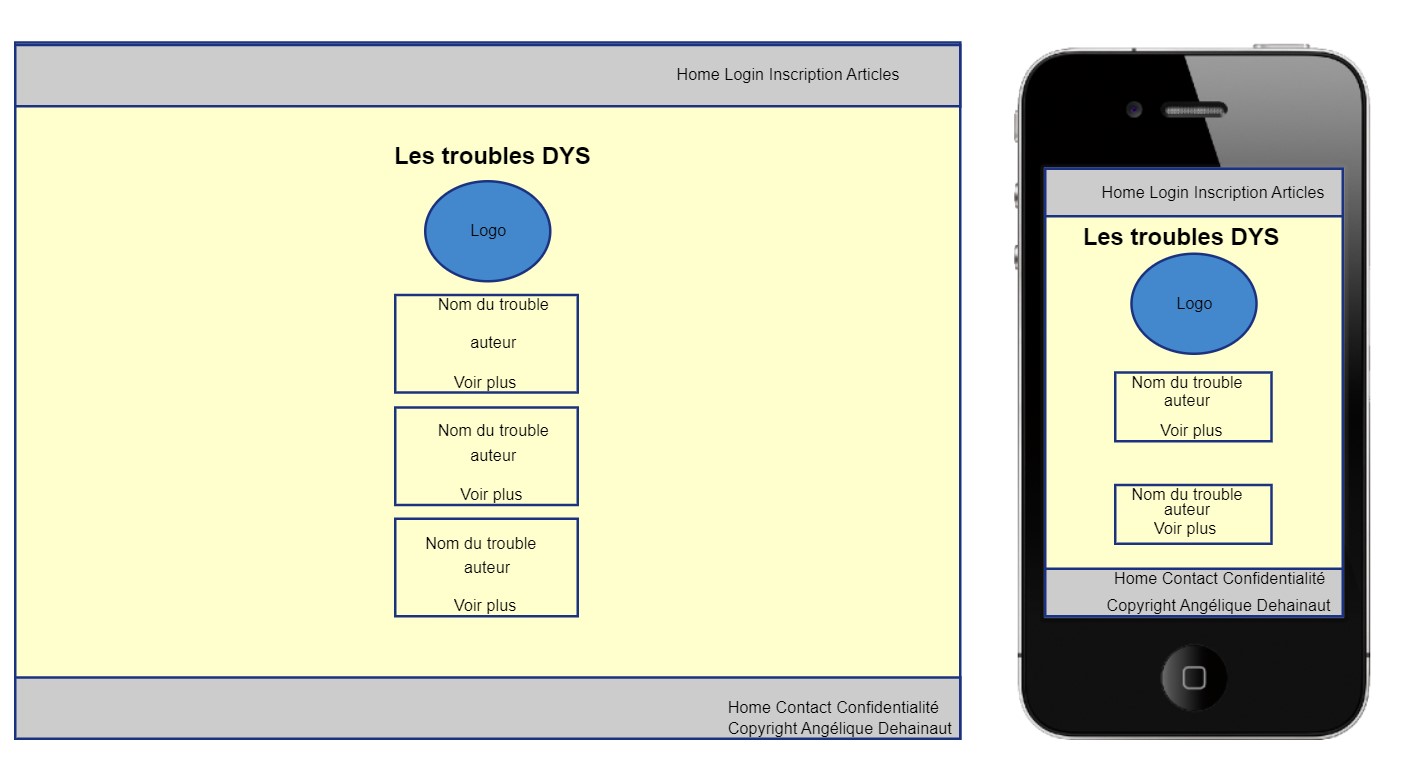 Home Login Inscription Articles
Les troubles DYS
Logo
Nom du trouble
auteur
Voir plus
Nom du trouble
auteur
Voir plus
Nom du trouble
auteur
Voir plus
Home Contact Confidentialité
Copyright Angélique Dehainaut
Home Login Inscription Articles
Les troubles DYS
Logo
Nom du trouble
auteur
Voir plus
Nom du trouble
auteur
Voir plus
Home Contact Confidentialité
Copyright Angélique Dehainaut